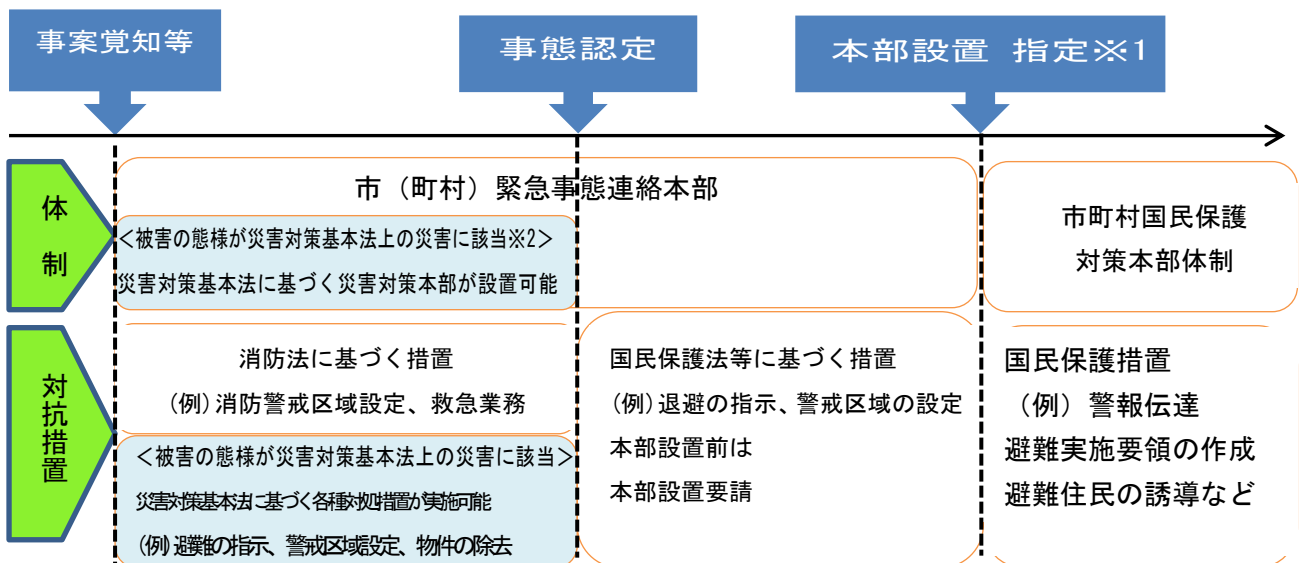 事案覚知等
事態認定
本部設置 指定※1
体制
市（町村）緊急事態連絡本部
＜被害の態様が災害対策基本法上の災害に該当※2＞
災害対策基本法に基づく災害対策本部が設置可能
市町村国民保護
対策本部体制
対抗措置
消防法に基づく措置
(例)消防警戒区域設定、救急業務
＜被害の態様が災害対策基本法上の災害に該当＞
災害対策基本法に基づく各種対処措置が実施可能
(例)避難の指示、警戒区域設定、物件の除去
国民保護法等に基づく措置
(例)退避の指示、警戒区域の設定
本部設置前は
本部設置要請
国民保護措置
（例）警報伝達
避難実施要領の作成
避難住民の誘導など